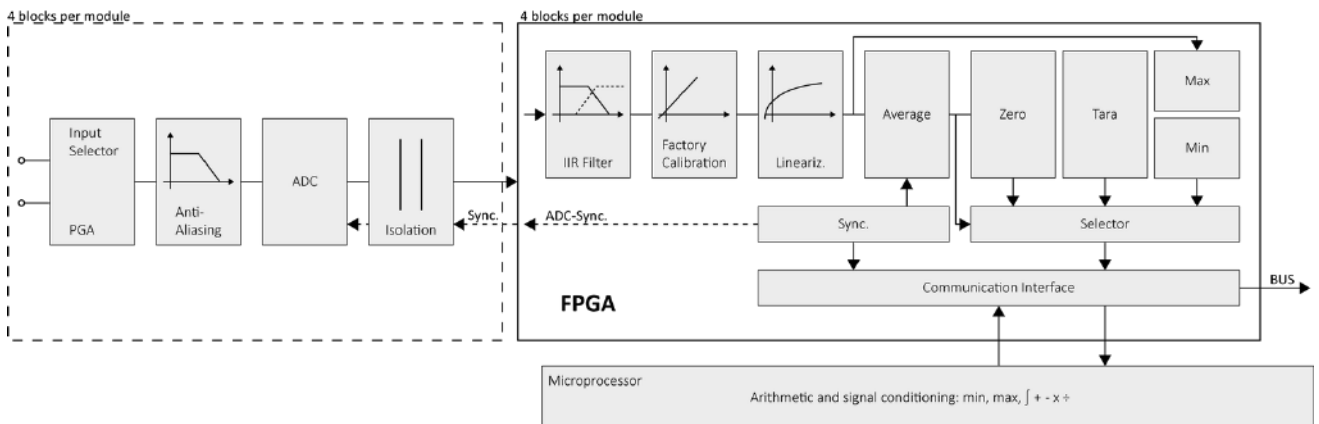 4 blocks per module
4 blocks per module
Input
Selector
PGA
Anti-
Aliasing
ADC
Isolation
Sync.
ADC-Sync.
IIR Filter
Factory
Calibration
Lineariz.
Average
Zero
Tara
Max
Min
Sync.
Selector
Communication Interface
BUS
FPGA
Microprocessor
Arithmetic and signal conditioning: min, max, ∫ + - x ÷